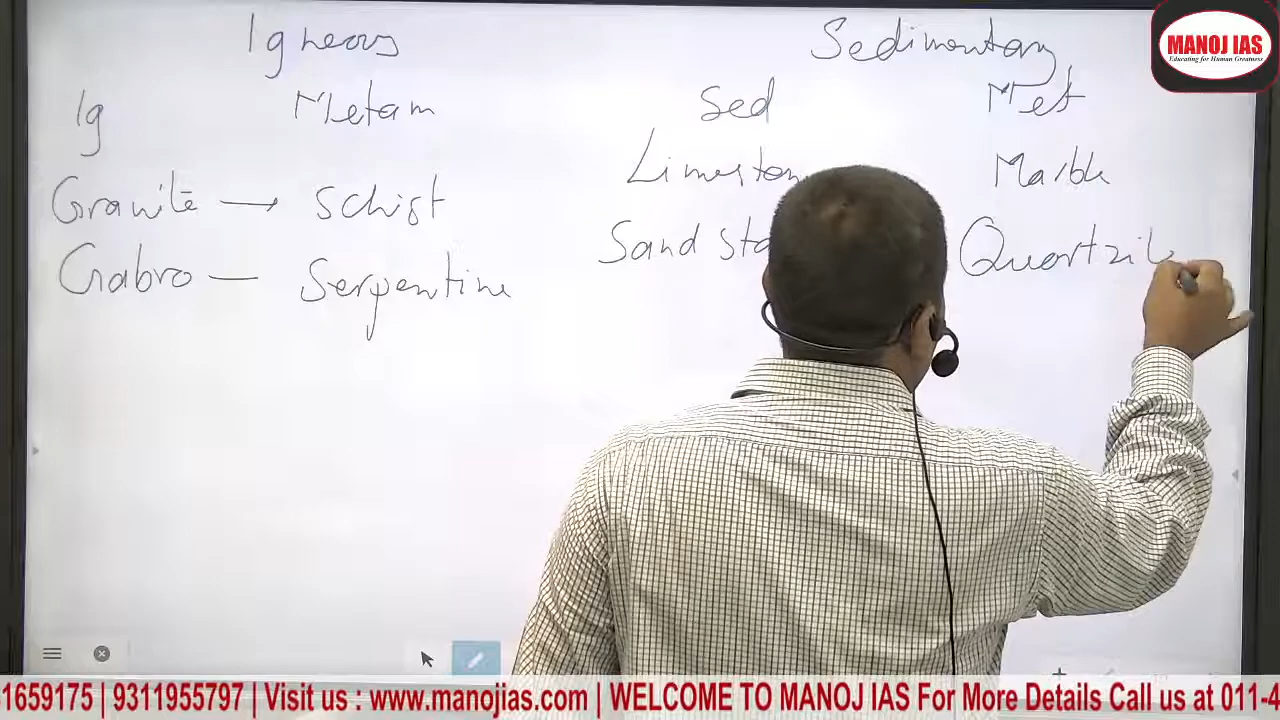 Igneous Sedimentary
MANOJ IAS
Educating for Human Greatness
Ig Metam Sed Met
Granite → Schist Limeston Marble
Gabro — Serpentine Sand sto Quartzit
1659175 | 9311955797 | Visit us : www.manojias.com | WELCOME TO MANOJ IAS For More Details Call us at 011-4